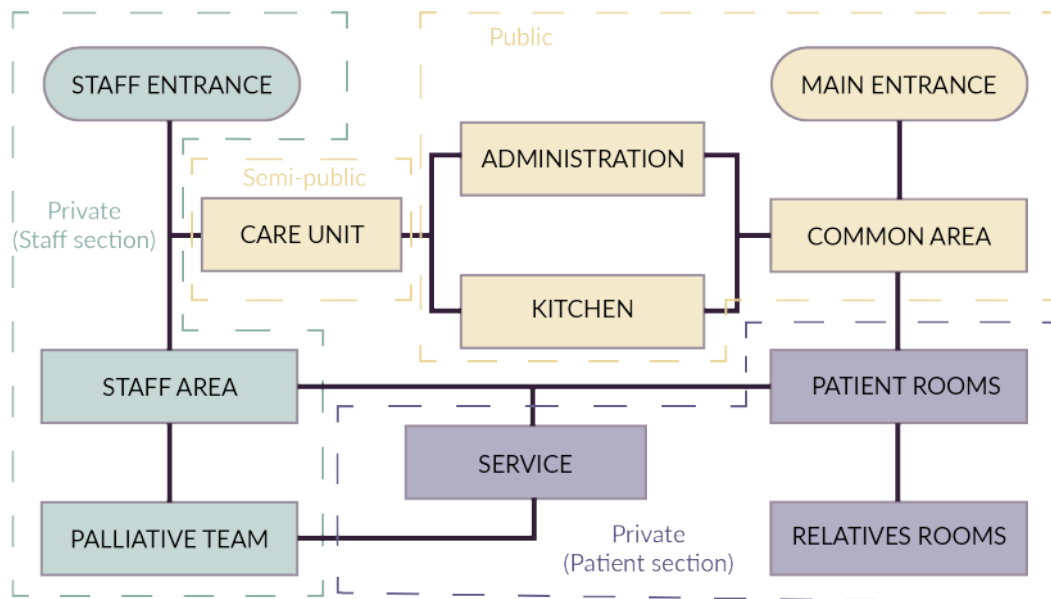 Public
STAFF ENTRANCE
MAIN ENTRANCE
ADMINISTRATION
Semi-public
Private
(Staff section)
CARE UNIT
COMMON AREA
KITCHEN
STAFF AREA
PATIENT ROOMS
SERVICE
PALLIATIVE TEAM
Private
(Patient section)
RELATIVES ROOMS